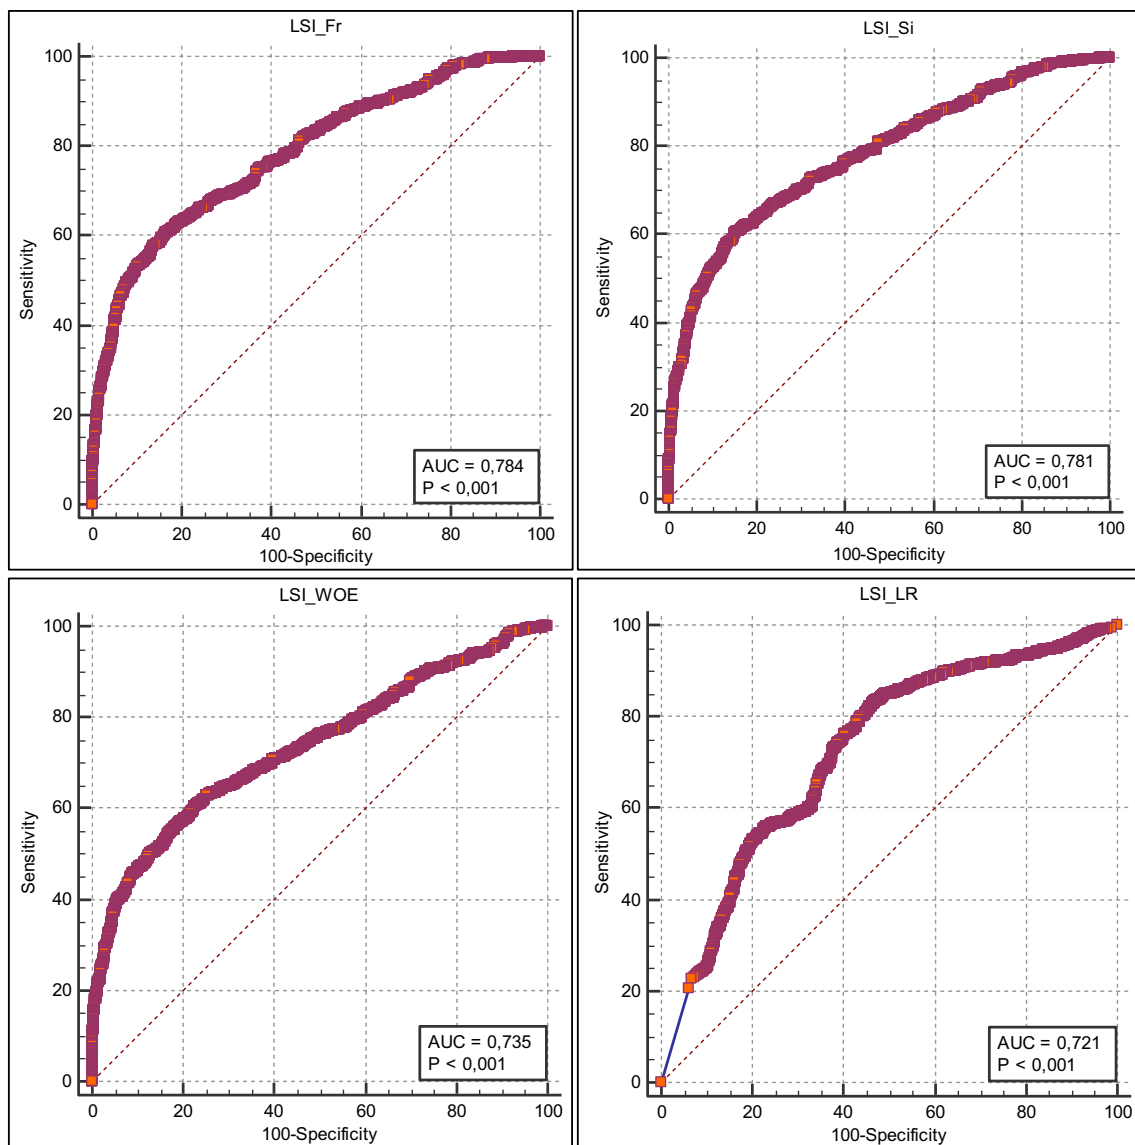 LSI_Fr
100
80
60
40
20
0
Sensitivity
AUC = 0,784
P < 0,001
0 20 40 60 80 100
100-Specificity
LSI_Si
100
80
60
40
20
0
Sensitivity
AUC = 0,781
P < 0,001
0 20 40 60 80 100
100-Specificity
LSI_WOE
100
80
60
40
20
0
Sensitivity
AUC = 0,735
P < 0,001
0 20 40 60 80 100
100-Specificity
LSI_LR
100
80
60
40
20
0
Sensitivity
AUC = 0,721
P < 0,001
0 20 40 60 80 100
100-Specificity